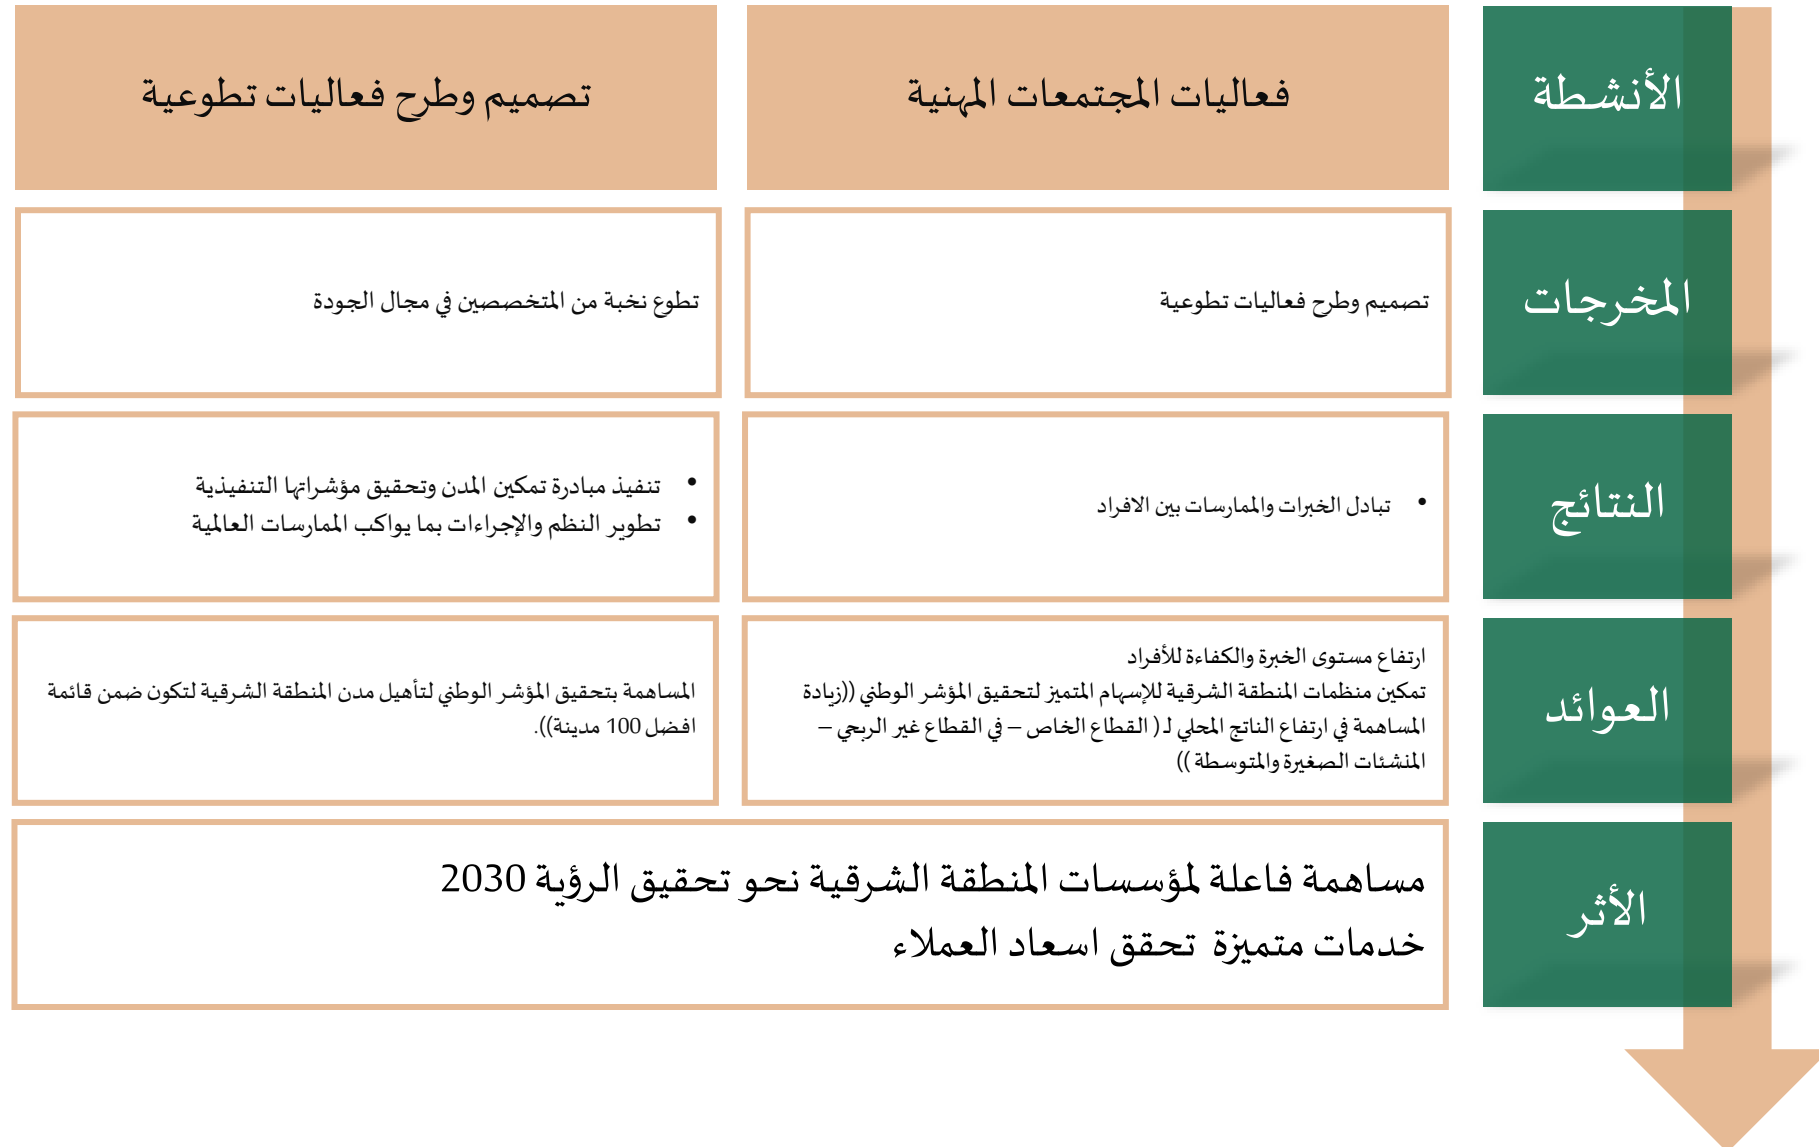 الأنشطة
فعاليات المجتمعات المهنية
تصميم وطرح فعاليات تطوعية
المخرجات
تصميم وطرح فعاليات تطوعية
تطوع نخبة من المتخصصين في مجال الجودة
النتائج
• تبادل الخبرات والممارسات بين الافراد
• تنفيذ مبادرة تمكين المدن وتحقيق مؤشراتها التنفيذية
• تطوير النظم والإجراءات بما يواكب الممارسات العالمية
العوائد
ارتفاع مستوى الخبرة والكفاءة للأفراد
تمكين منظمات المنطقة الشرقية للإسهام المتميز لتحقيق المؤشر الوطني ((زيادة
المساهمة في ارتفاع الناتج المحلي لـ ( القطاع الخاص – في القطاع غير الربحي –
المنشئات الصغيرة والمتوسطة ))
المساهمة بتحقيق المؤشر الوطني لتأهيل مدن المنطقة الشرقية لتكون ضمن قائمة
افضل 100 مدينة)).
الأثر
مساهمة فاعلة لمؤسسات المنطقة الشرقية نحو تحقيق الرؤية 2030
خدمات متميزة تحقق اسعاد العملاء